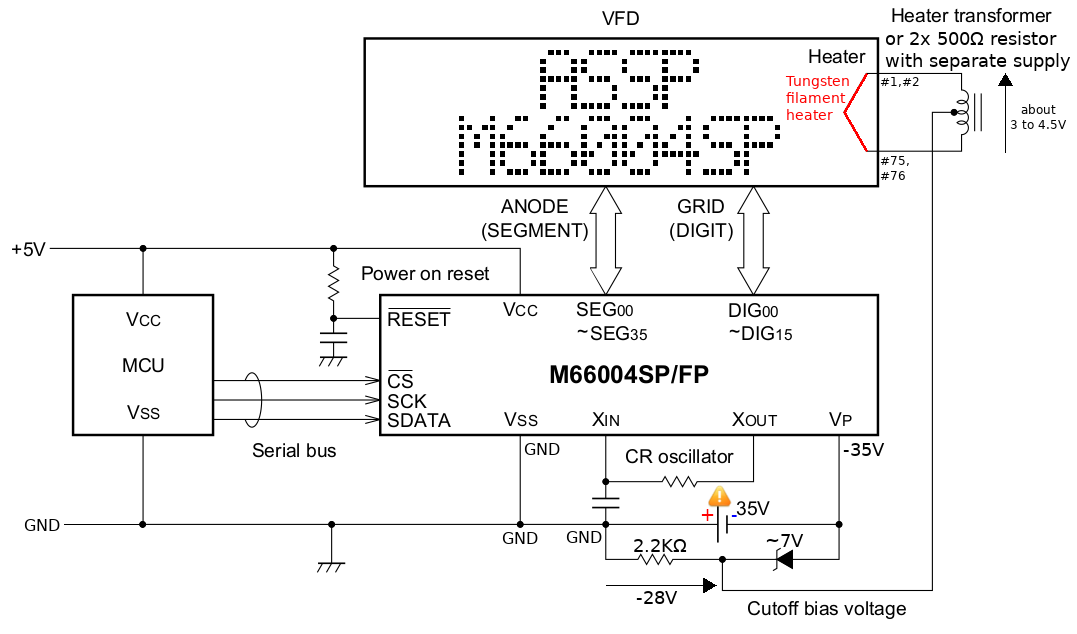 VFD
Heater transformer
or 2x 500Ω resistor
with separate supply
ASSP
M66004SP
Heater
Tungsten
filament
heater
#1,#2
about
3 to 4.5V
#75,
#76
ANODE
(SEGMENT)
GRID
(DIGIT)
+5V
Power on reset
VCC
MCU
VSS
RESET
VCC
SEG00
~SEG35
DIG00
~DIG15
M66004SP/FP
CS
SCK
SDATA
VSS
XIN
XOUT
VP
Serial bus
GND
CR oscillator
-35V
+
-
35V
GND
GND
GND
2.2KΩ
~7V
-28V
Cutoff bias voltage